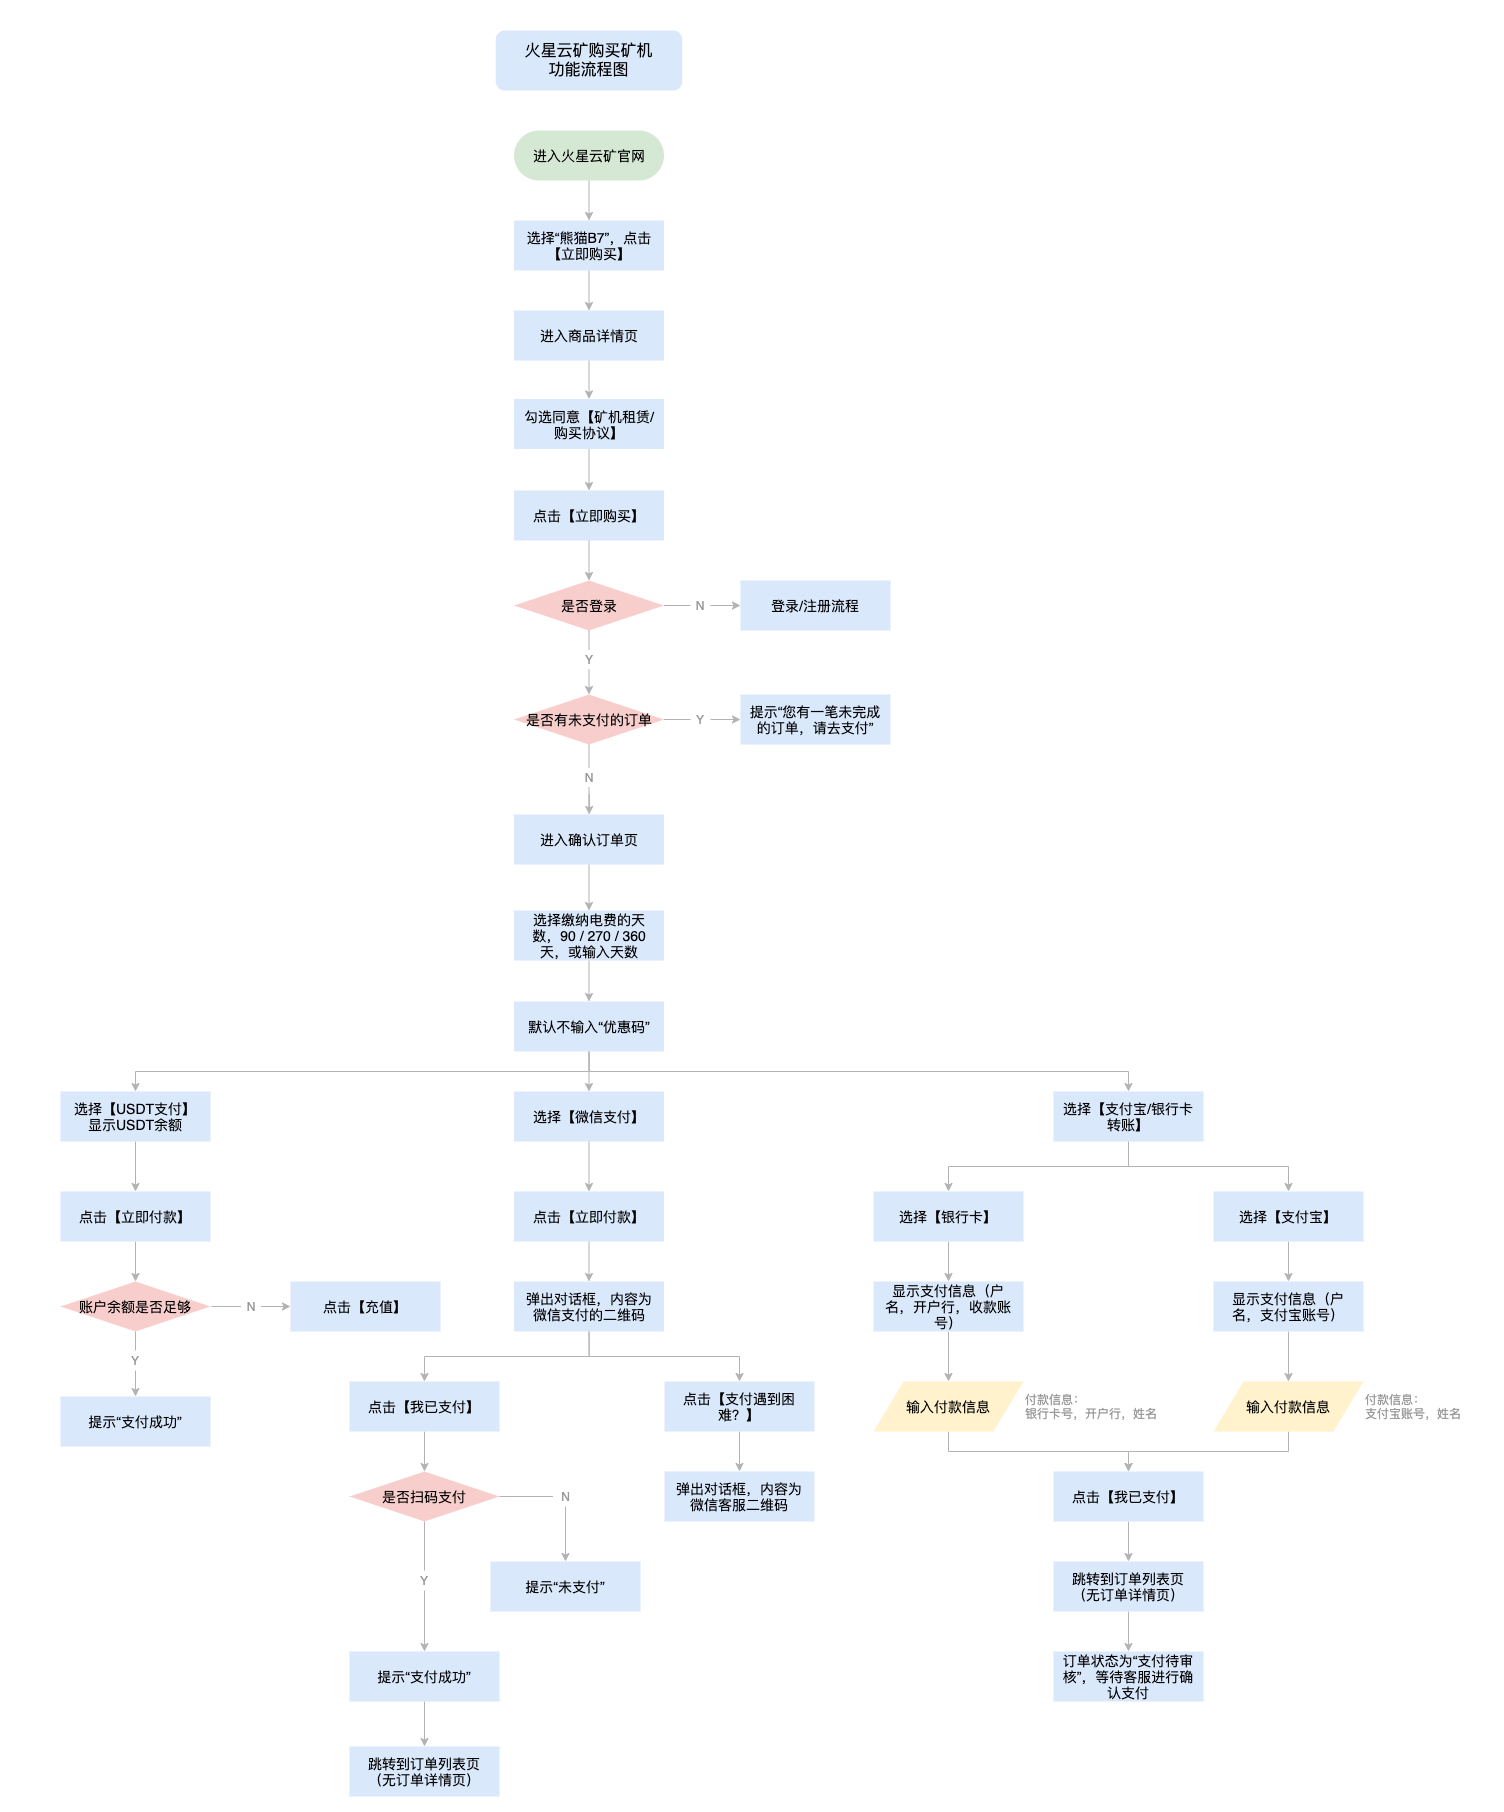 火星云矿购买矿机
功能流程图
进入火星云矿官网
选择“熊猫B7”，点击
【立即购买】
进入商品详情页
勾选同意【矿机租赁/
购买协议】
点击【立即购买】
是否登录
N
登录/注册流程
Y
是否有未支付的订单
Y
提示“您有一笔未完成
的订单，请去支付”
N
进入确认订单页
选择缴纳电费的天
数，90 / 270 / 360
天，或输入天数
默认不输入“优惠码”
选择【USDT支付】
显示USDT余额
选择【微信支付】
选择【支付宝/银行卡
转账】
点击【立即付款】
点击【立即付款】
选择【银行卡】
选择【支付宝】
账户余额是否足够
N
点击【充值】
弹出对话框，内容为
微信支付的二维码
显示支付信息（户
名，开户行，收款账
号）
显示支付信息（户
名，支付宝账号）
Y
提示“支付成功”
点击【我已支付】
点击【支付遇到困
难？】
输入付款信息
付款信息：
银行卡号，开户行，姓名
输入付款信息
付款信息：
支付宝账号，姓名
是否扫码支付
N
弹出对话框，内容为
微信客服二维码
点击【我已支付】
Y
提示“未支付”
跳转到订单列表页
（无订单详情页）
提示“支付成功”
订单状态为“支付待审
核”，等待客服进行确
认支付
跳转到订单列表页
（无订单详情页）